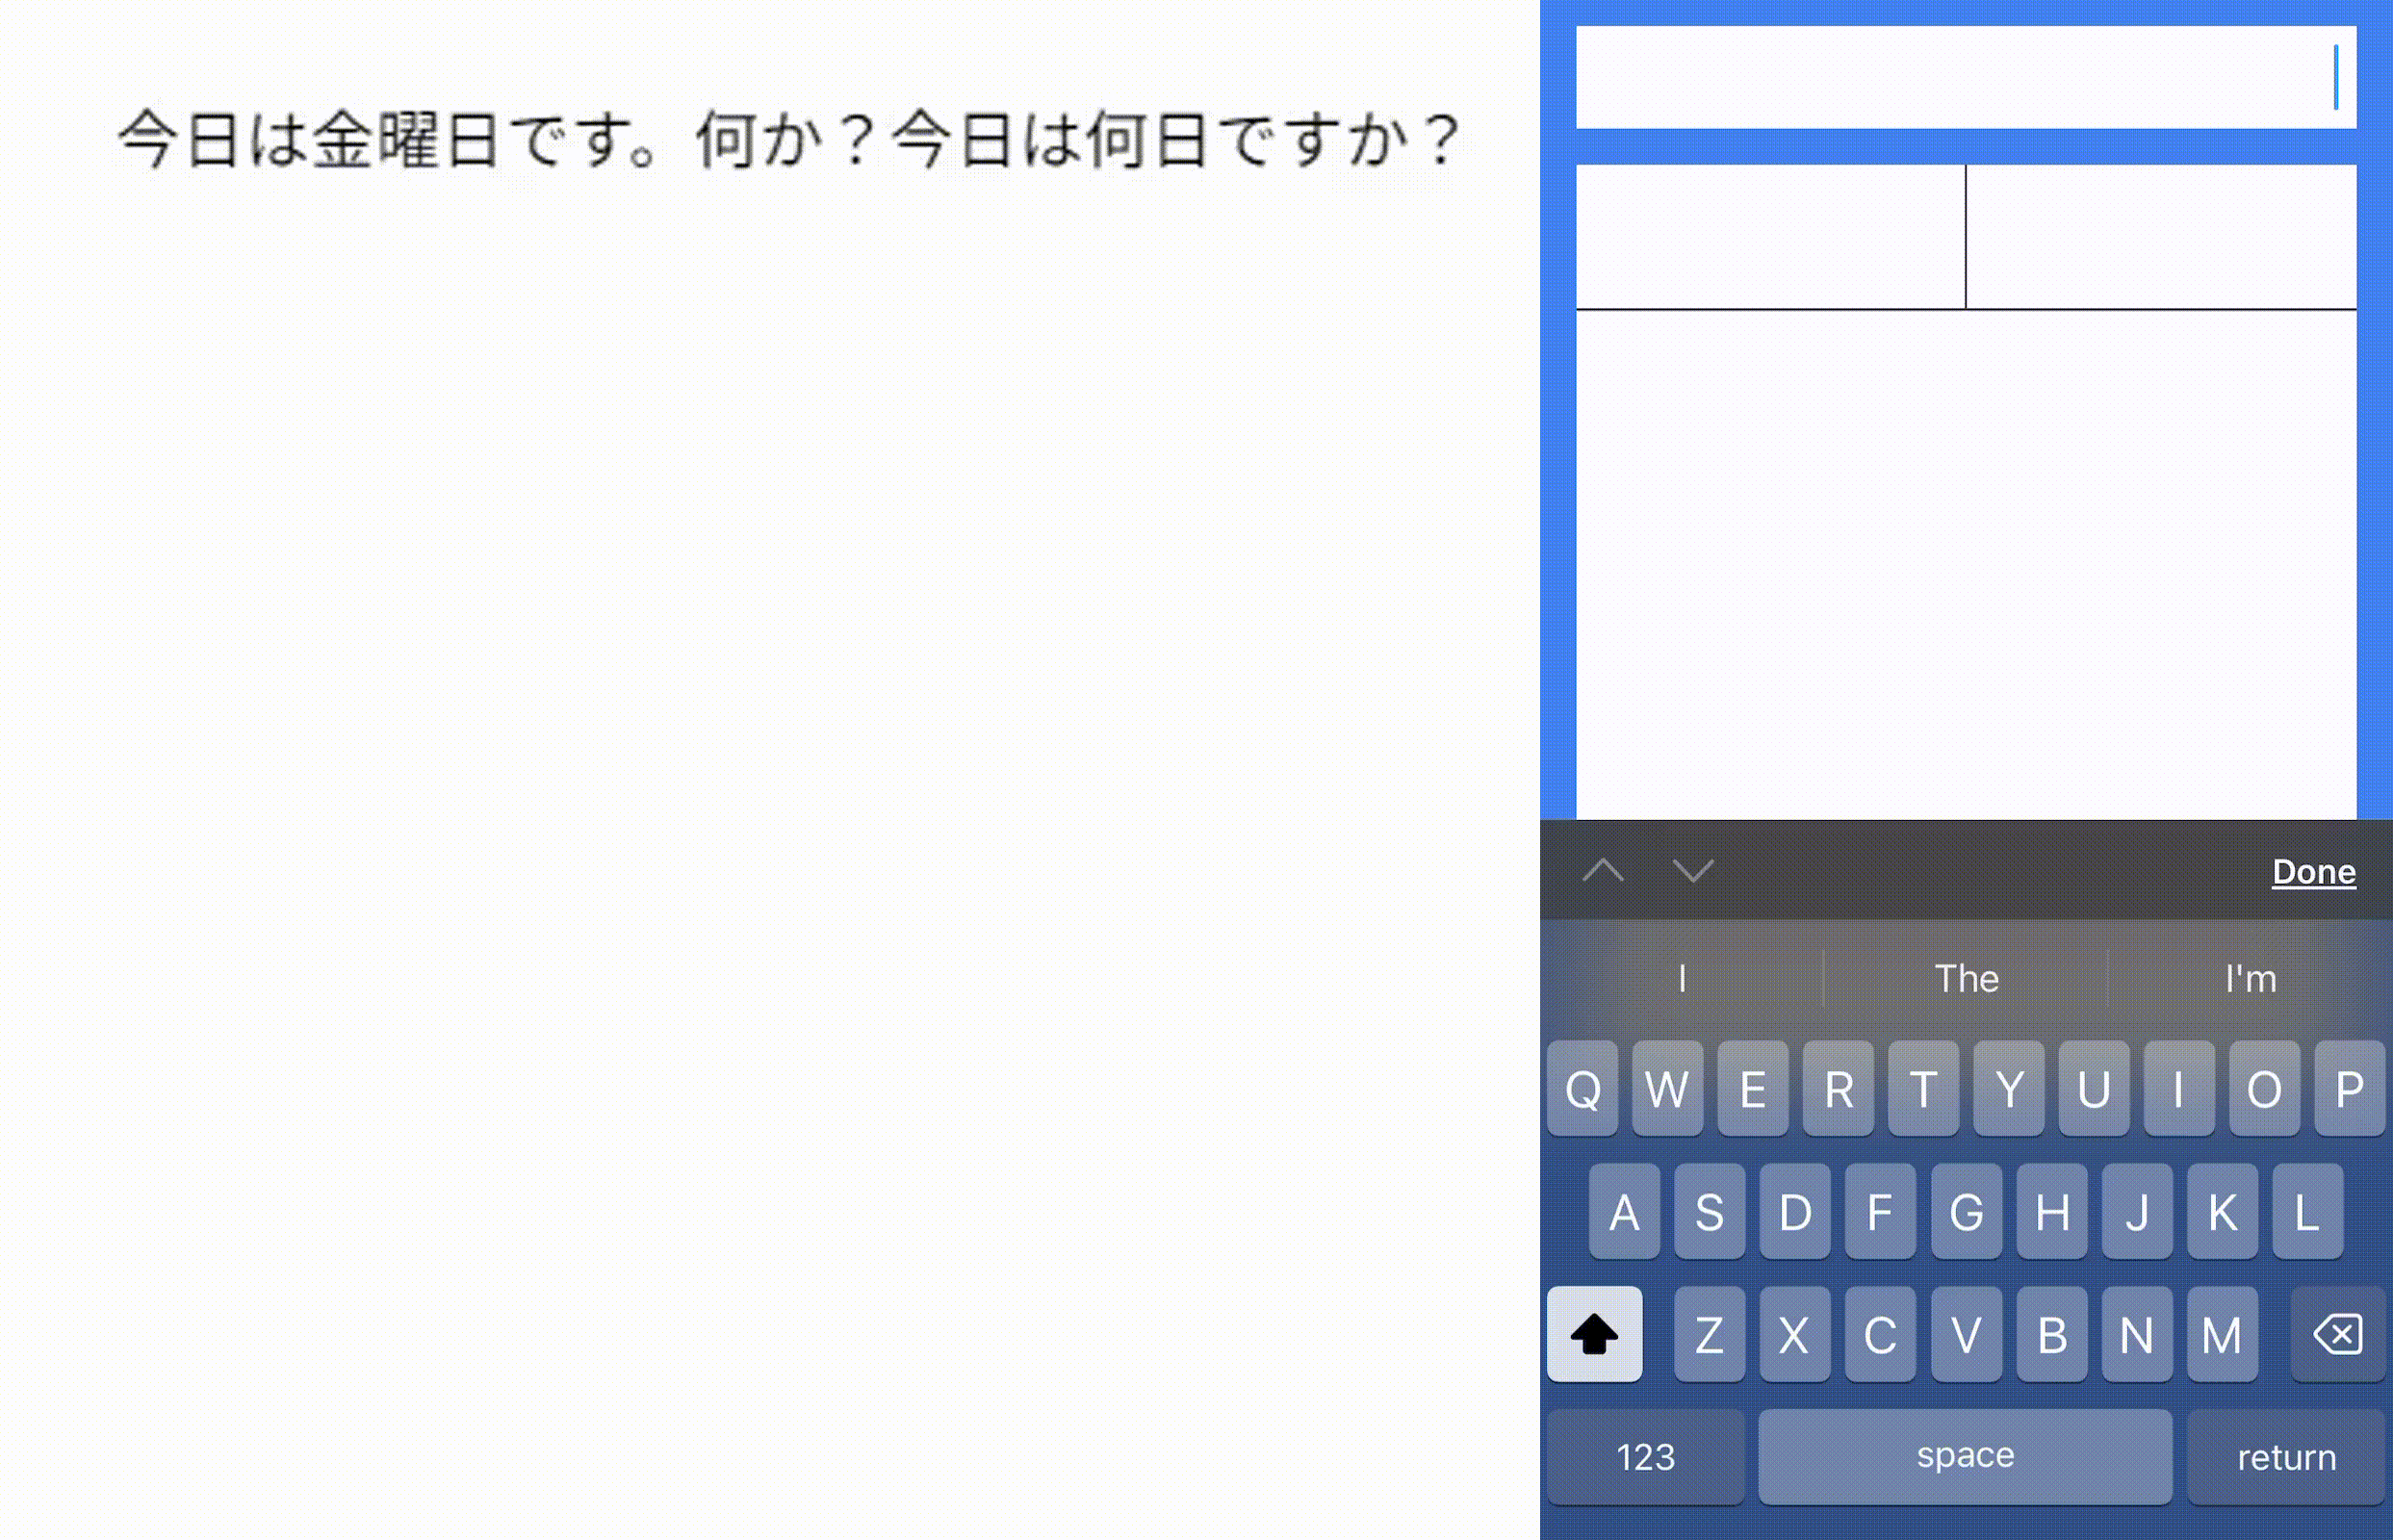 今日は金曜日です。何か？今日は何日ですか？
Done
I The I'm
Q W E R T Y U I O P
A S D F G H J K L
Z X C V B N M
123 space return